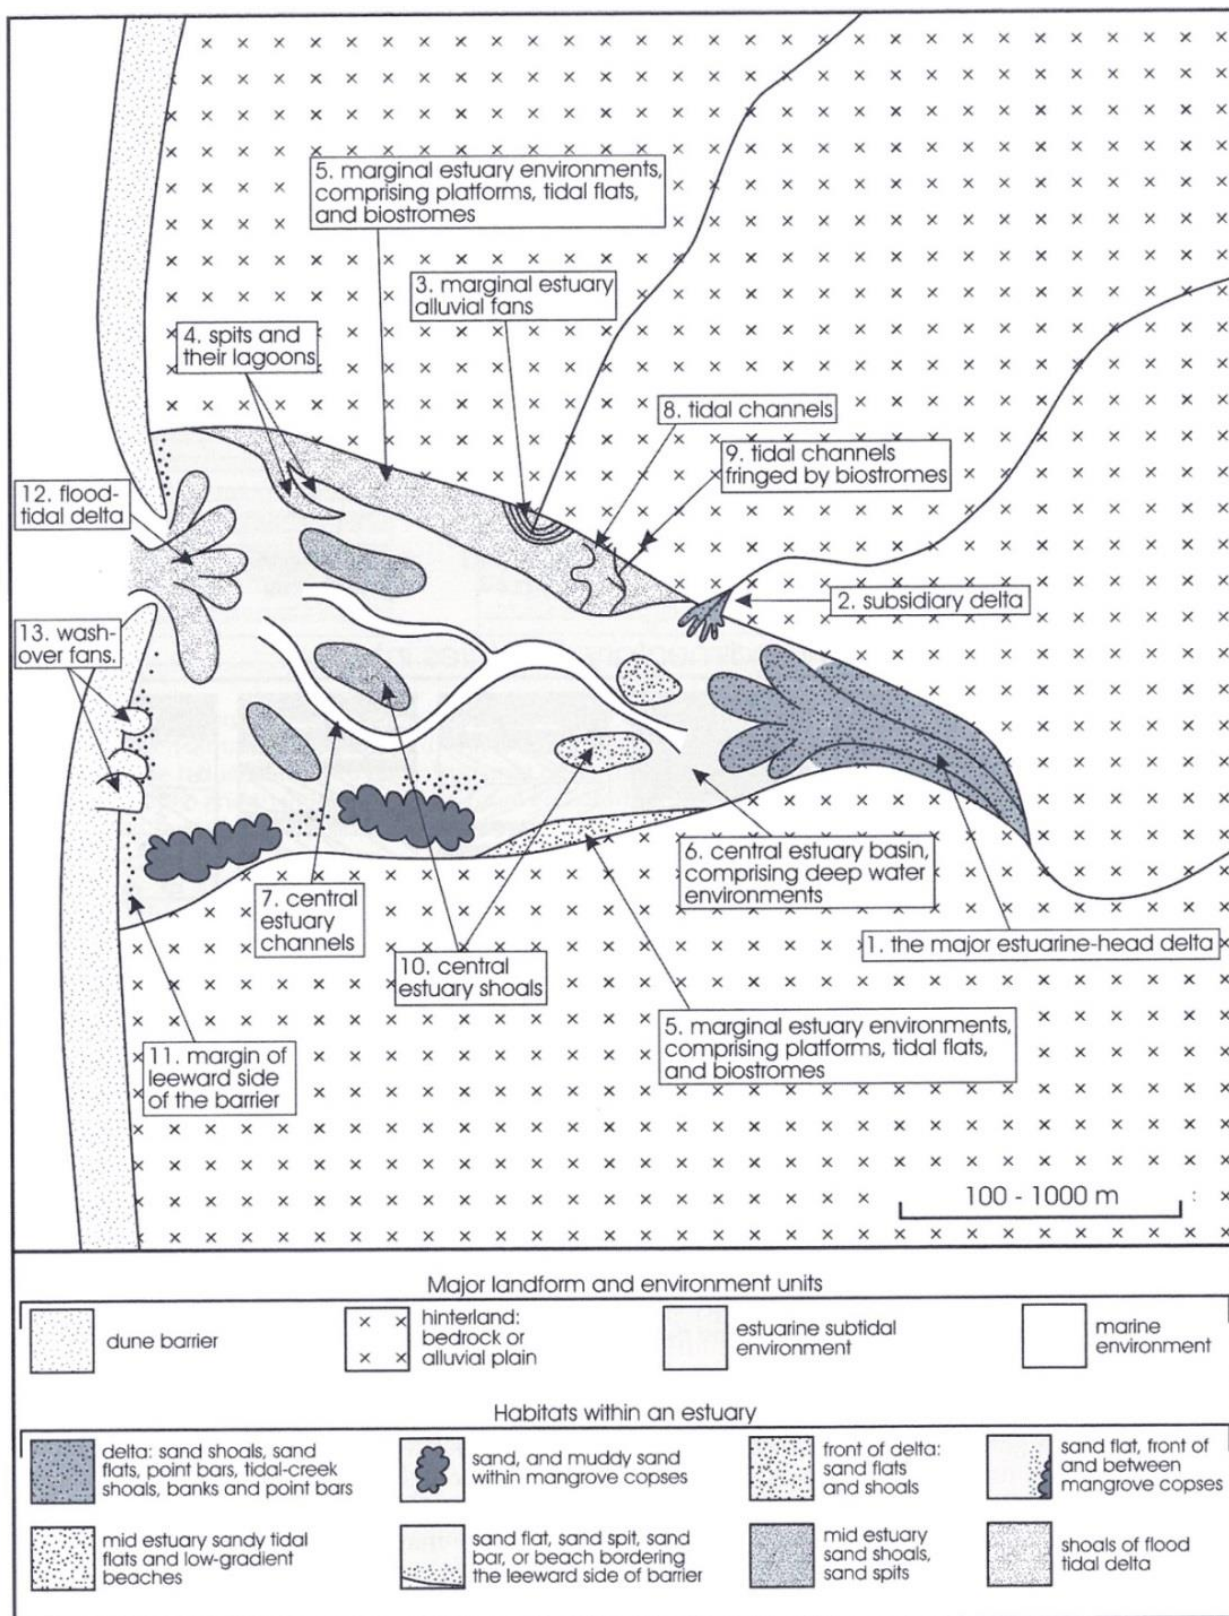 5. marginal estuary environments,
comprising platforms, tidal flats,
and biostromes
3. marginal estuary
alluvial fans
4. spits and
their lagoons
8. tidal channels
9. tidal channels
fringed by biostromes
12. flood-
tidal delta
2. subsidiary delta
13. wash-
over fans.
6. central estuary basin,
comprising deep water
environments
7. central
estuary
channels
1. the major estuarine-head delta
10. central
estuary shoals
5. marginal estuary environments,
comprising platforms, tidal flats,
and biostromes
11. margin of
leeward side
of the barrier
100 - 1000 m
Major landform and environment units
dune barrier
hinterland:
bedrock or
alluvial plain
estuarine subtidal
environment
marine
environment
Habitats within an estuary
delta: sand shoals, sand
flats, point bars, tidal-creek
shoals, banks and point bars
sand, and muddy sand
within mangrove copses
front of delta:
sand flats
and shoals
sand flat, front of
and between
mangrove copses
mid estuary sandy tidal
flats and low-gradient
beaches
sand flat, sand spit, sand
bar, or beach bordering
the leeward side of barrier
mid estuary
sand shoals,
sand spits
shoals of flood
tidal delta